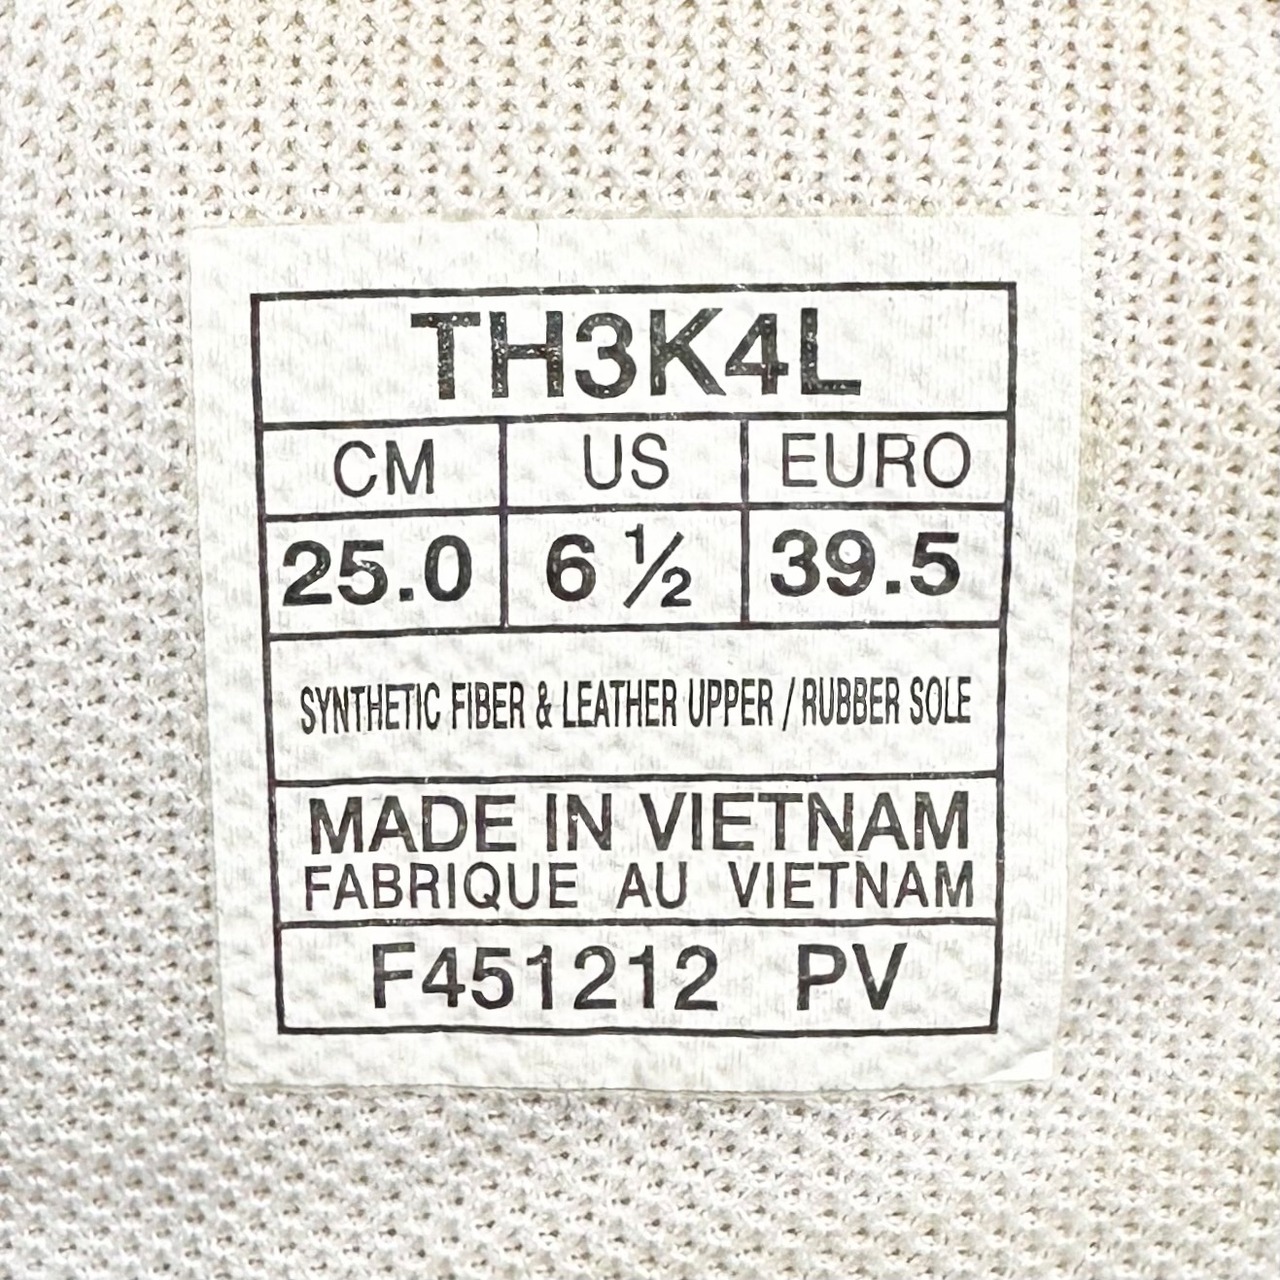 TH3K4L
CM US EURO
25.0 6 ½ 39.5
SYNTHETIC FIBER & LEATHER UPPER / RUBBER SOLE
MADE IN VIETNAM
FABRIQUE AU VIETNAM
F451212 PV